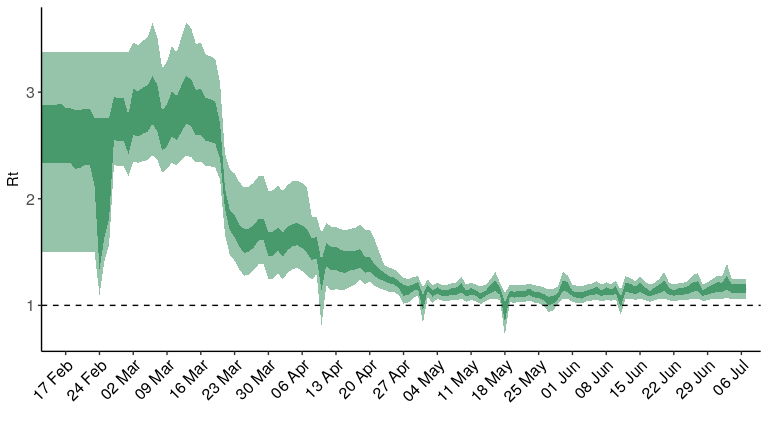 Rt
3
2
1
17 Feb
24 Feb
02 Mar
09 Mar
16 Mar
23 Mar
30 Mar
06 Apr
13 Apr
20 Apr
27 Apr
04 May
11 May
18 May
25 May
01 Jun
08 Jun
15 Jun
22 Jun
29 Jun
06 Jul